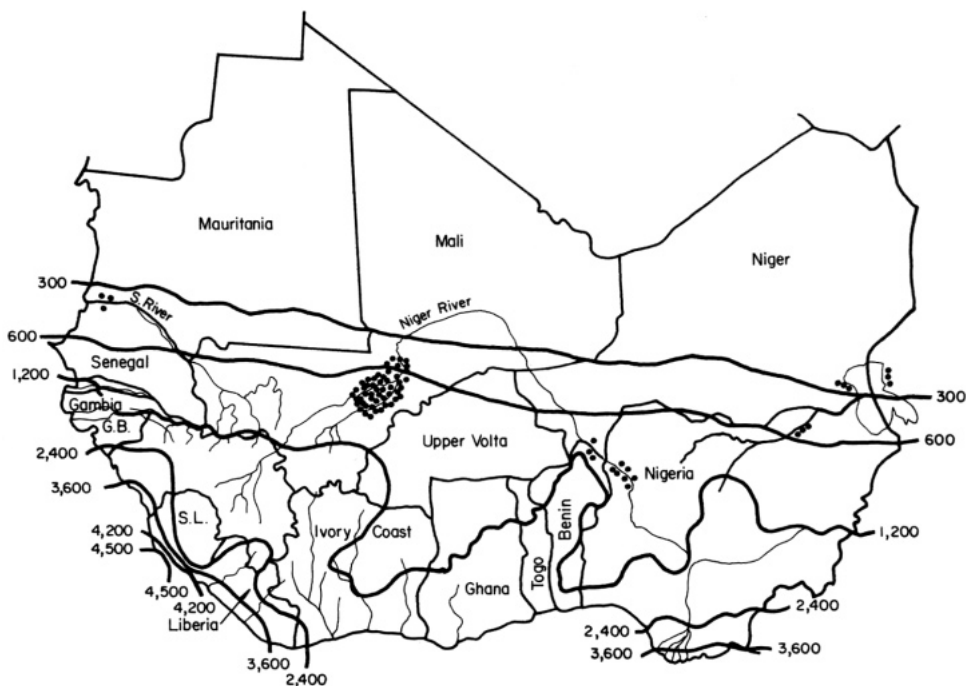 Mauritania
Mali
Niger
300
S. River
Niger River
600
Senegal
1,200
Gambia
G.B.
300
600
Upper Volta
Nigeria
2,400
3,600
S.L.
Ivory Coast
Benin
4,200
4,500
1,200
Togo
Ghana
4,500
4,200
Liberia
2,400
2,400
3,600
3,600
3,600
2,400